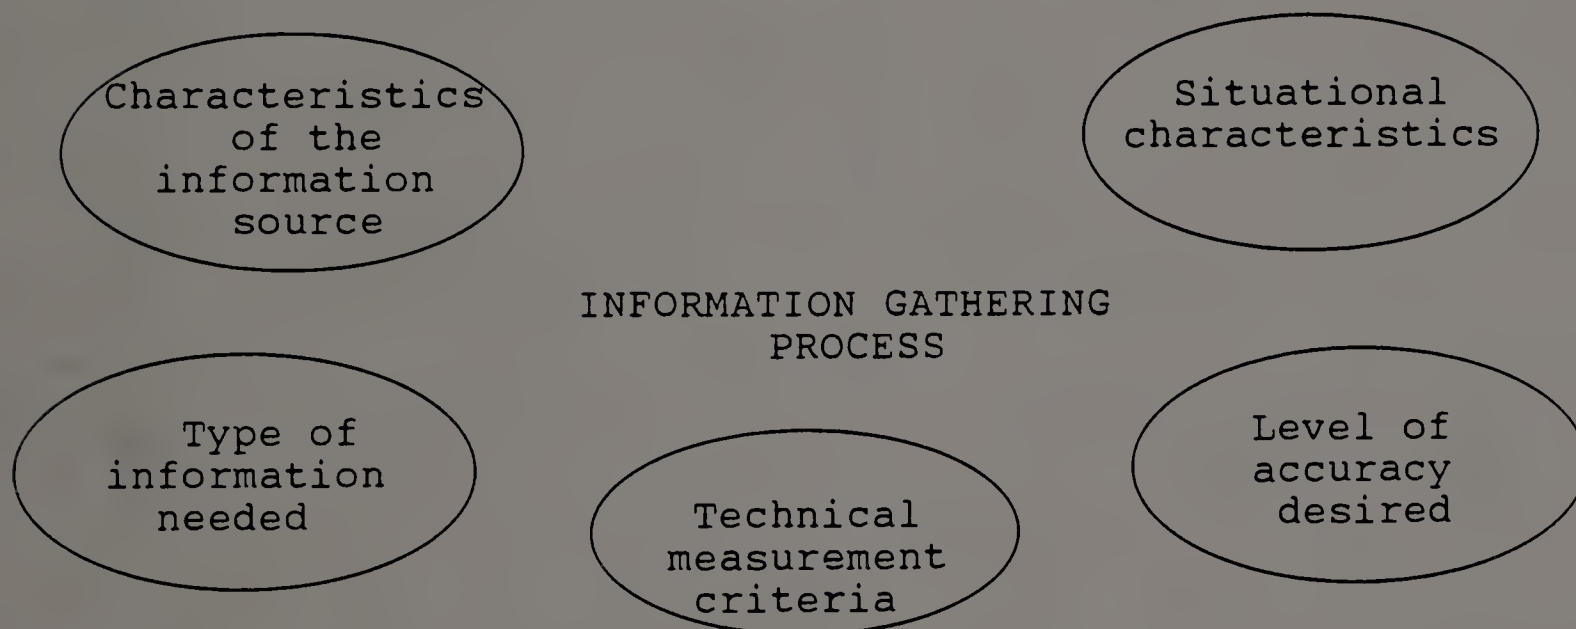 Characteristics
of the
information
source
Situational
characteristics
INFORMATION GATHERING
PROCESS
Type of
information
needed
Technical
measurement
criteria
Level of
accuracy
desired